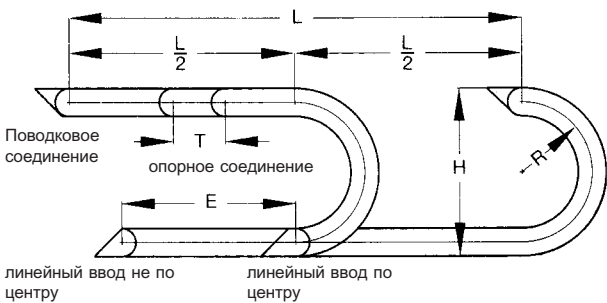 L
L
2
L
2
Поводковое
соединение
T
опорное соединение
H
R
E
линейный ввод не по
центру
линейный ввод по
центру